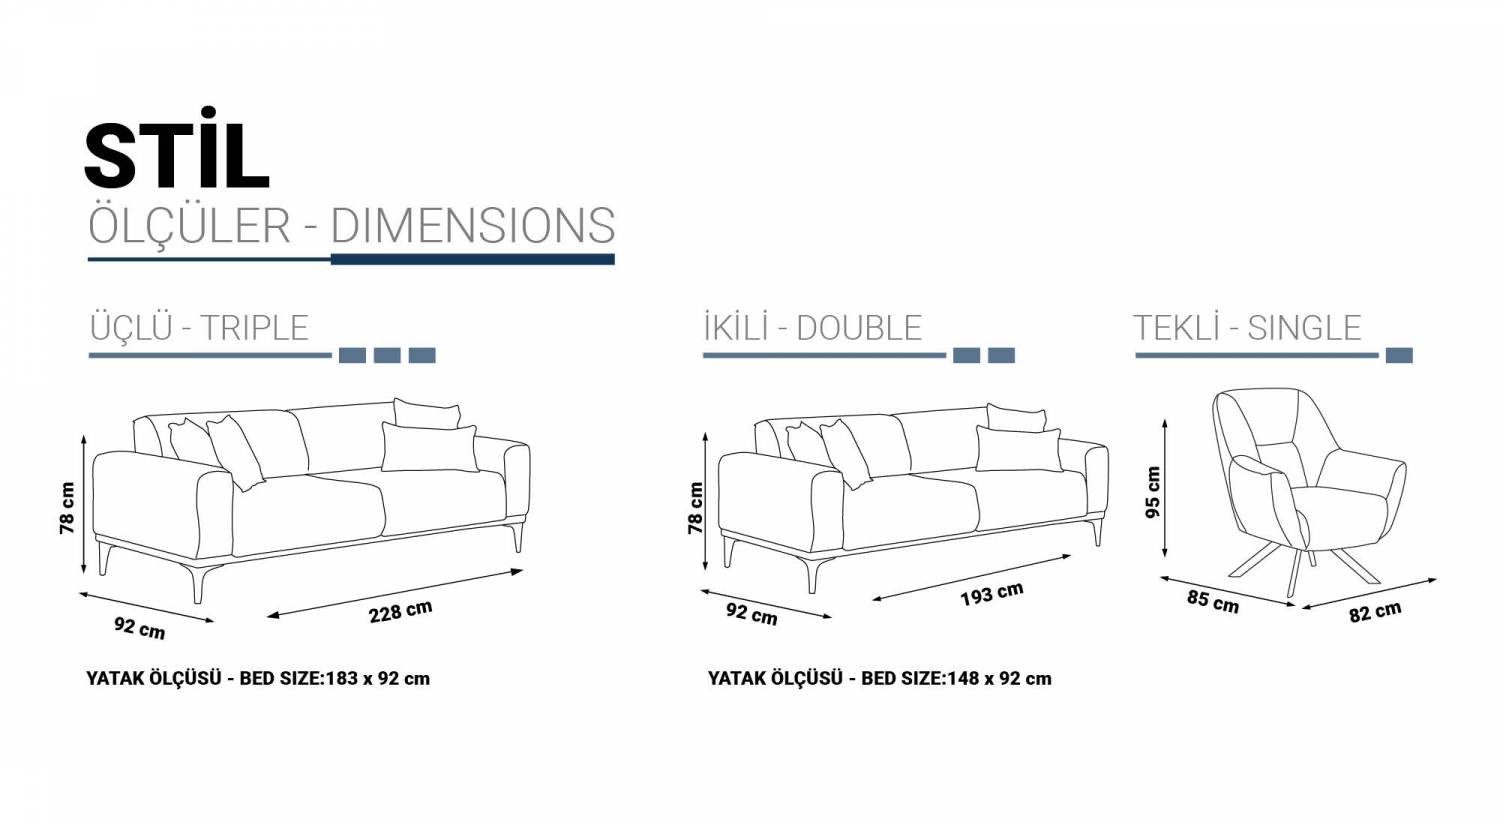 STİL
ÖLÇÜLER - DIMENSIONS
ÜÇLÜ - TRIPLE
78 cm
92 cm
228 cm
YATAK ÖLÇÜSÜ - BED SIZE:183 x 92 cm
İKİLİ - DOUBLE
78 cm
92 cm
193 cm
YATAK ÖLÇÜSÜ - BED SIZE:148 x 92 cm
TEKLİ - SINGLE
95 cm
85 cm
82 cm